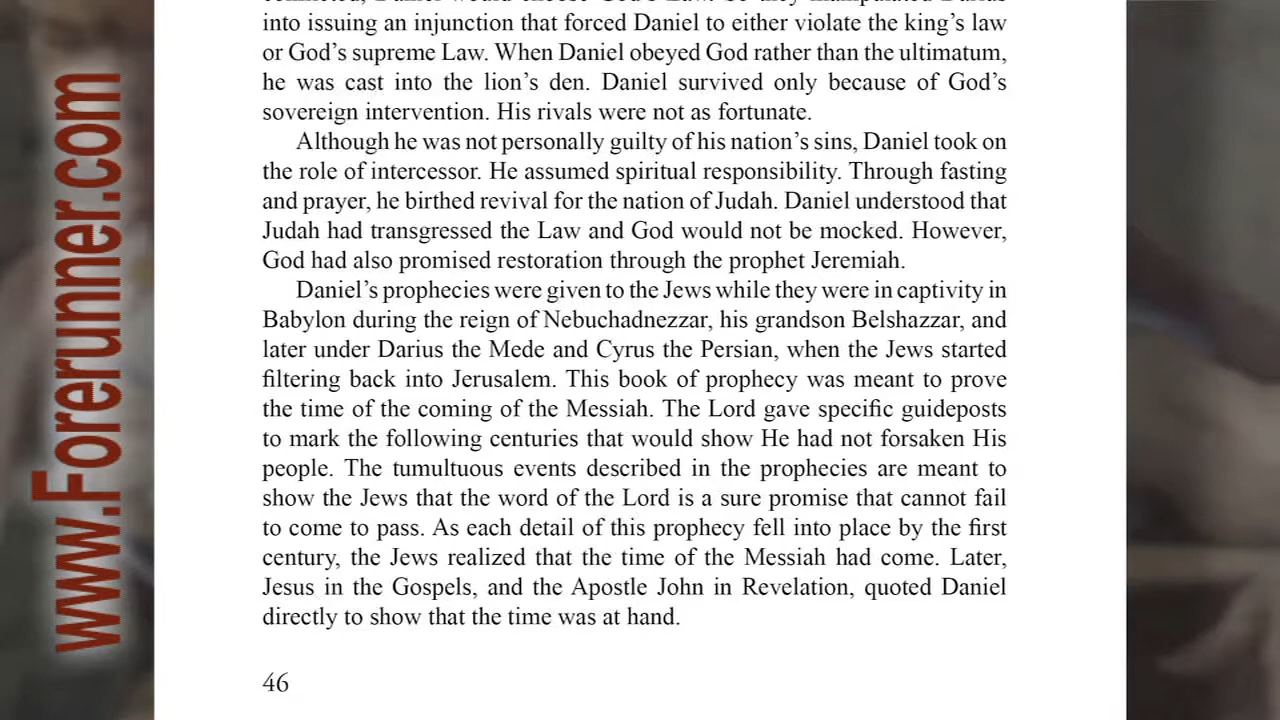 into issuing an injunction that forced Daniel to either violate the king's law
or God's supreme Law. When Daniel obeyed God rather than the ultimatum,
he was cast into the lion's den. Daniel survived only because of God's
sovereign intervention. His rivals were not as fortunate.
Although he was not personally guilty of his nation's sins, Daniel took on
the role of intercessor. He assumed spiritual responsibility. Through fasting
and prayer, he birthed revival for the nation of Judah. Daniel understood that
Judah had transgressed the Law and God would not be mocked. However,
God had also promised restoration through the prophet Jeremiah.
Daniel's prophecies were given to the Jews while they were in captivity in
Babylon during the reign of Nebuchadnezzar, his grandson Belshazzar, and
later under Darius the Mede and Cyrus the Persian, when the Jews started
filtering back into Jerusalem. This book of prophecy was meant to prove
the time of the coming of the Messiah. The Lord gave specific guideposts
to mark the following centuries that would show He had not forsaken His
people. The tumultuous events described in the prophecies are meant to
show the Jews that the word of the Lord is a sure promise that cannot fail
to come to pass. As each detail of this prophecy fell into place by the first
century, the Jews realized that the time of the Messiah had come. Later,
Jesus in the Gospels, and the Apostle John in Revelation, quoted Daniel
directly to show that the time was at hand.
46
www.Forerunner.com